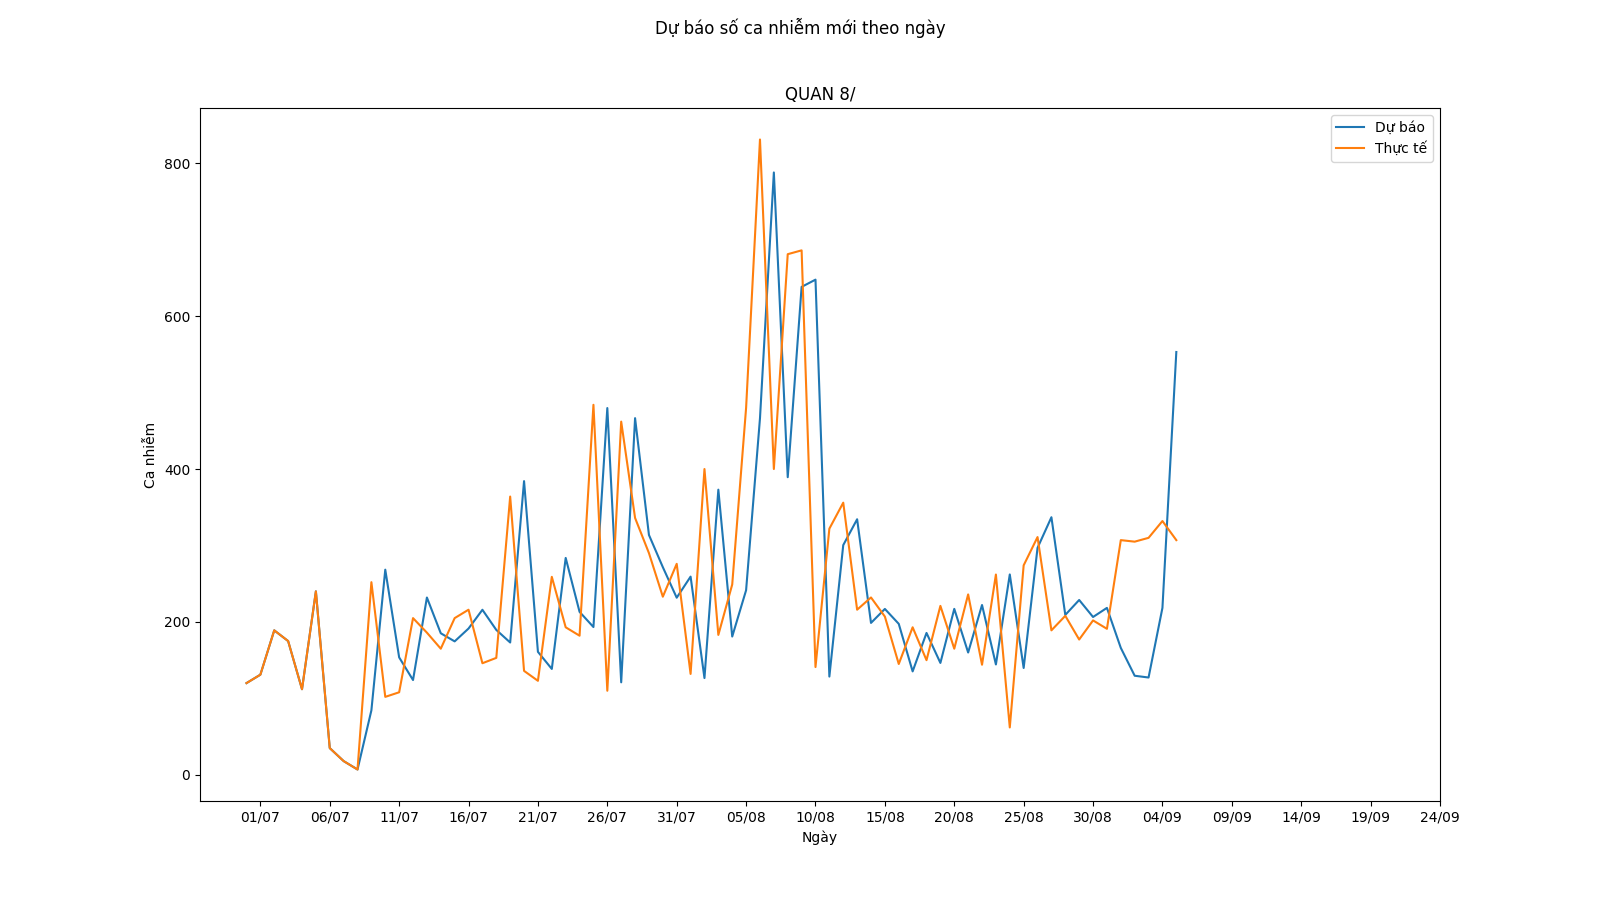 Dự báo số ca nhiễm mới theo ngày
QUAN 8/
Dự báo
Thực tế
Ca nhiễm
800
600
400
200
0
01/07 06/07 11/07 16/07 21/07 26/07 31/07 05/08 10/08 15/08 20/08 25/08 30/08 04/09 09/09 14/09 19/09 24/09
Ngày